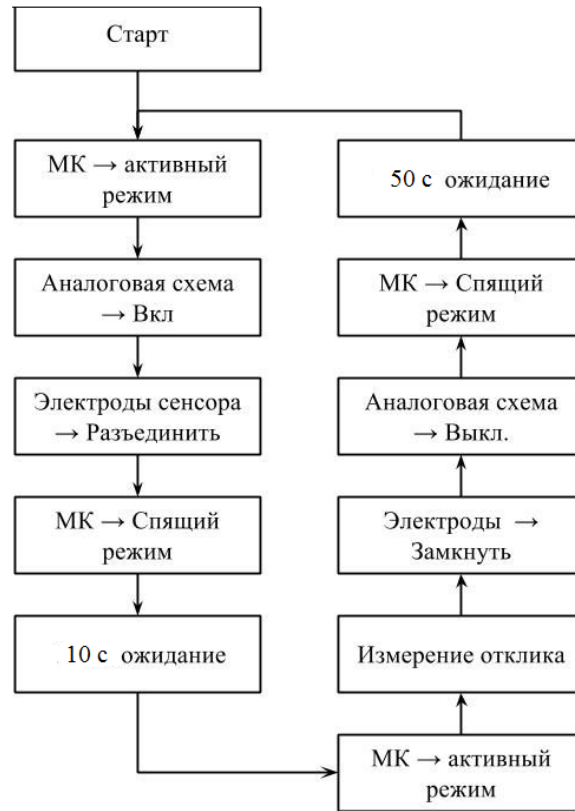 Старт
МК → активный
режим
Аналоговая схема
→ Вкл
Электроды сенсора
→ Разъединить
МК → Спящий
режим
10 с ожидание
МК → активный
режим
Измерение отклика
Электроды →
Замкнуть
Аналоговая схема
→ Выкл.
МК → Спящий
режим
50 с ожидание